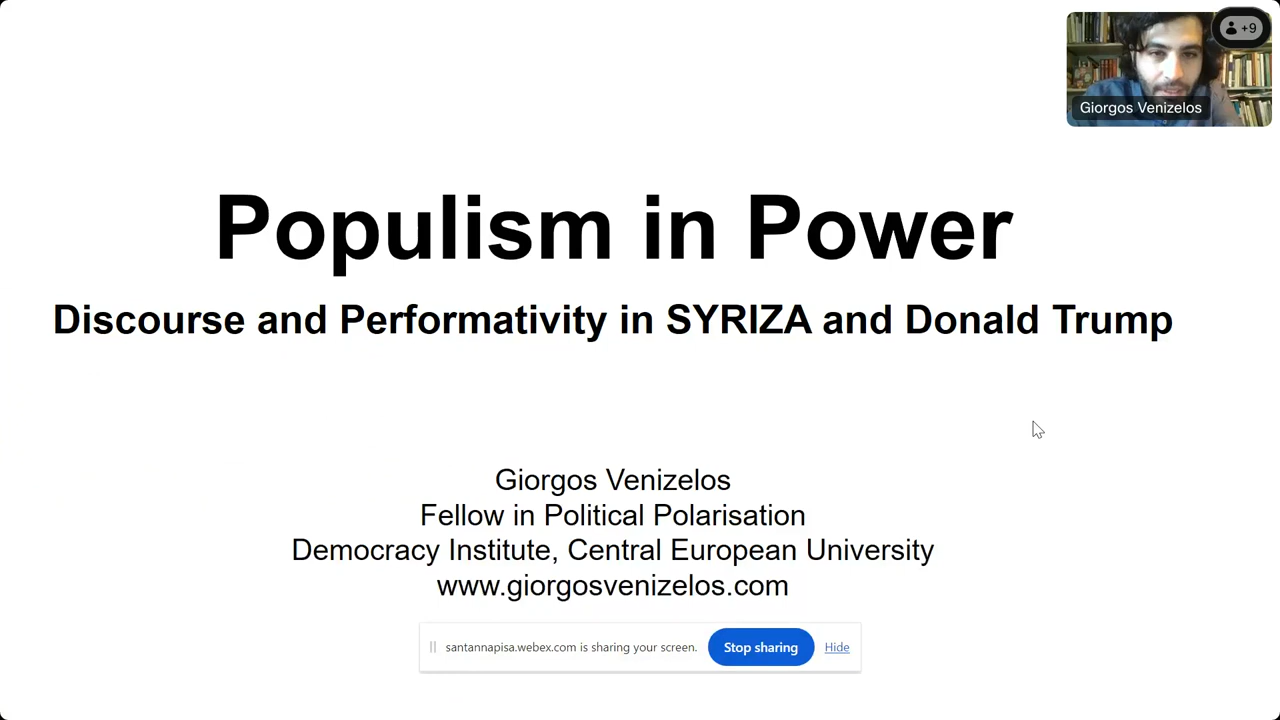 +9
Giorgos Venizelos
Populism in Power
Discourse and Performativity in SYRIZA and Donald Trump
Giorgos Venizelos
Fellow in Political Polarisation
Democracy Institute, Central European University
www.giorgosvenizelos.com
santannapisa.webex.com is sharing your screen. Stop sharing Hide